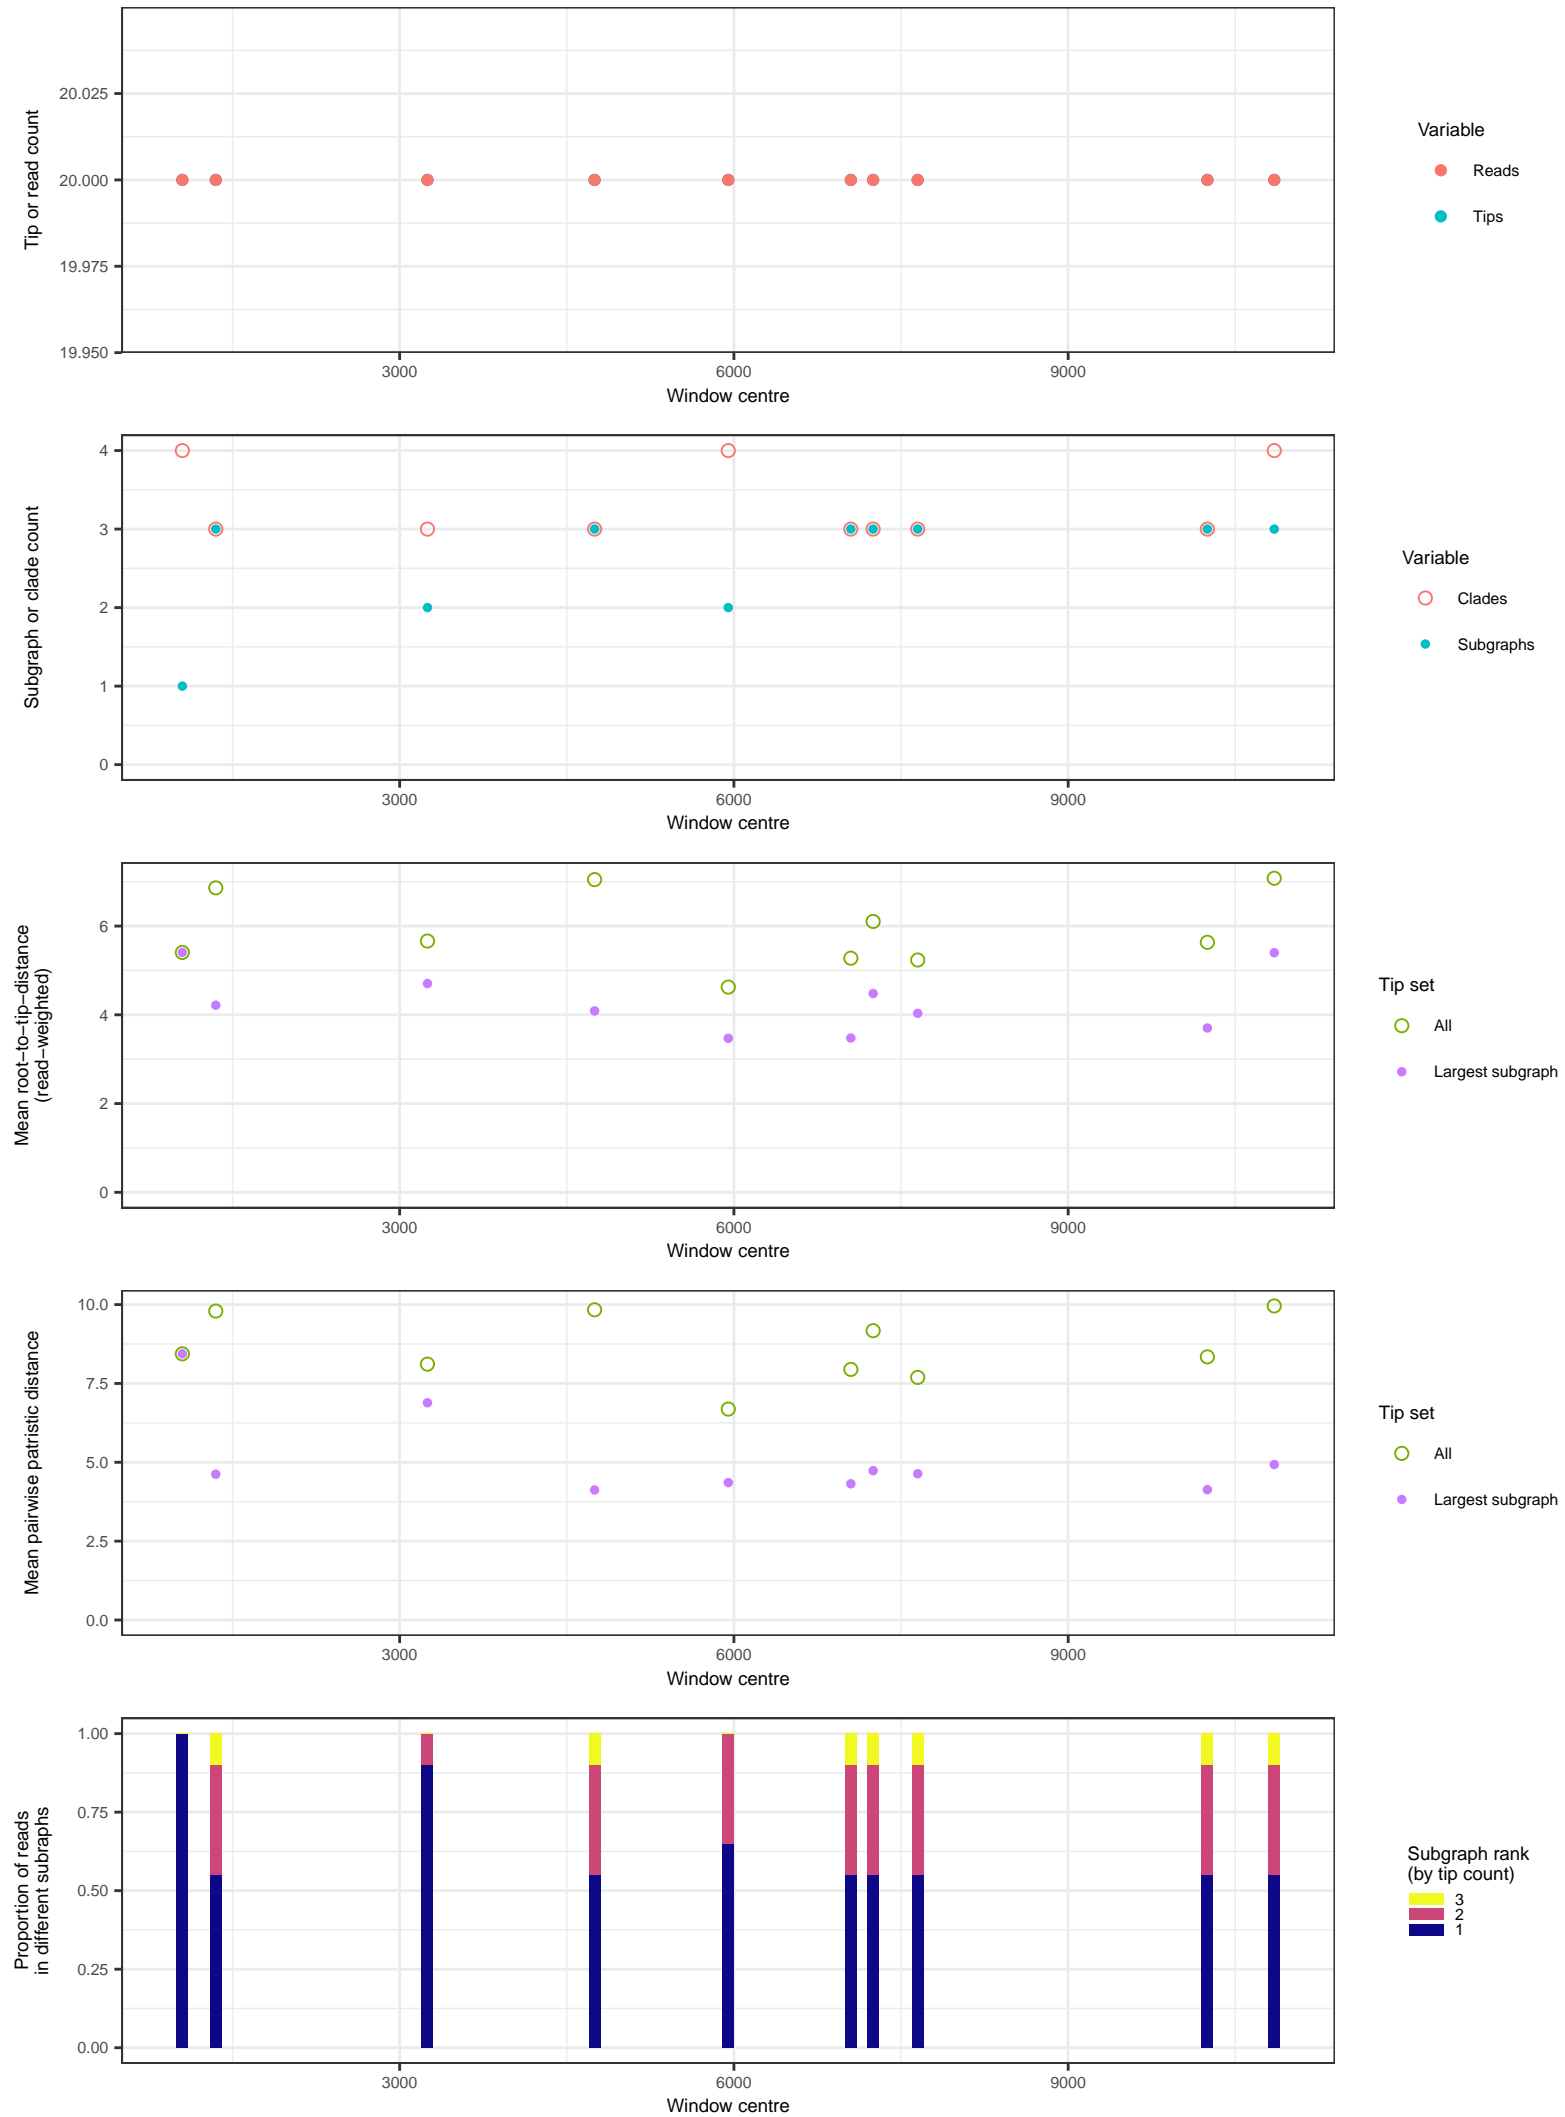 Tip or read count
20.025
20.000
19.975
19.950
3000
6000
9000
Window centre
Variable
Reads
Tips
Subgraph or clade count
4
3
2
1
0
3000
6000
9000
Window centre
Variable
Clades
Subgraphs
Mean root−to−tip−distance
(read−weighted)
6
4
2
0
3000
6000
9000
Window centre
Tip set
All
Largest subgraph
Mean pairwise patristic distance
10.0
7.5
5.0
2.5
0.0
3000
6000
9000
Window centre
Tip set
All
Largest subgraph
Proportion of reads
in different subraphs
1.00
0.75
0.50
0.25
0.00
3000
6000
9000
Window centre
Subgraph rank
(by tip count)
3
2
1